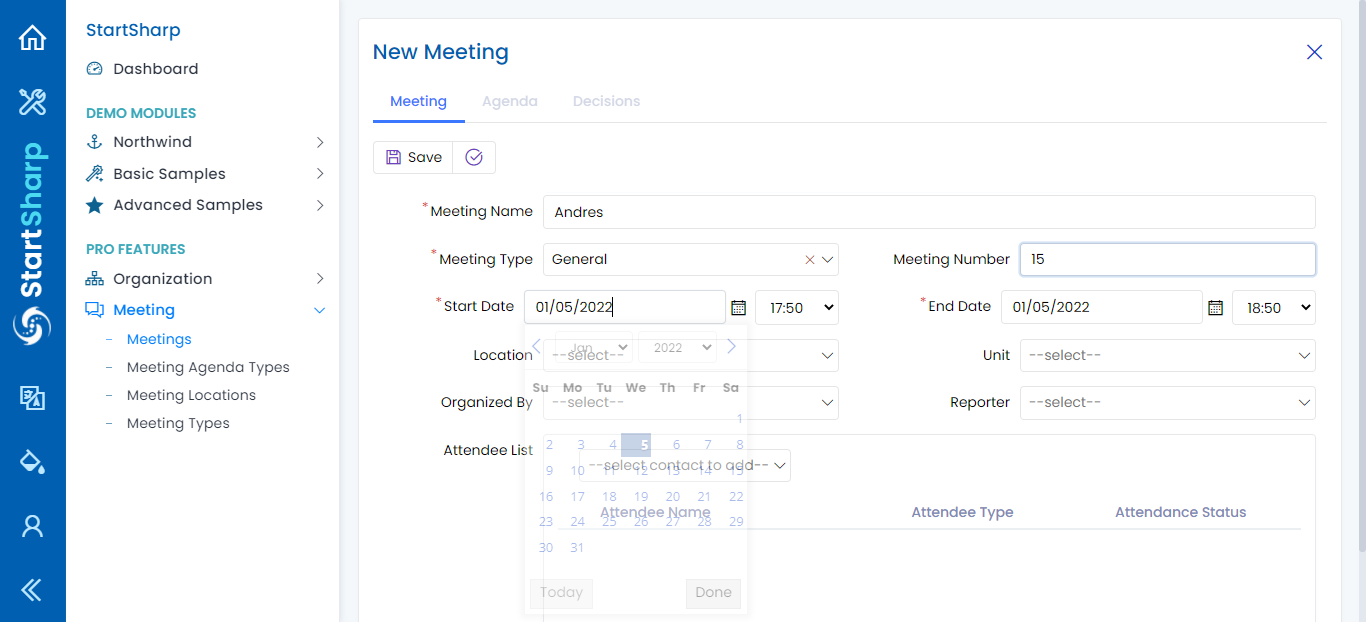 StartSharp
StartSharp
Dashboard
DEMO MODULES
Northwind
Basic Samples
Advanced Samples
PRO FEATURES
Organization
Meeting
Meetings
Meeting Agenda Types
Meeting Locations
Meeting Types
New Meeting
Meeting Agenda Decisions
Save
*Meeting Name Andres
*Meeting Type General Meeting Number 15
*Start Date 01/05/2022 17:50 *End Date 01/05/2022 18:50
Location --select-- Unit --select--
Jan 2022
Su Mo Tu We Th Fr Sa
Organized By --select-- Reporter --select--
1
Attendee List
2 3 4 5 6 7 8
--select contact to add--
9 10 11 12 13 14 15
16 17 18 19 20 21 22
Attendee Name Attendee Type Attendance Status
23 24 25 26 27 28 29
30 31
Today Done